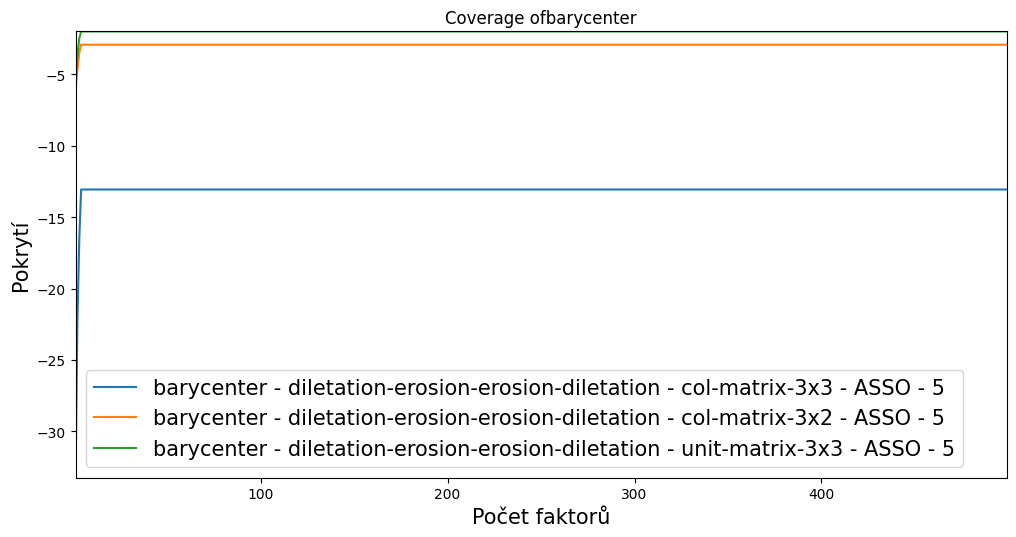 Coverage ofbarycenter
Pokrytí
−5
−10
−15
−20
−25
−30
barycenter - diletation-erosion-erosion-diletation - col-matrix-3x3 - ASSO - 5
barycenter - diletation-erosion-erosion-diletation - col-matrix-3x2 - ASSO - 5
barycenter - diletation-erosion-erosion-diletation - unit-matrix-3x3 - ASSO - 5
100 200 300 400
Počet faktorů